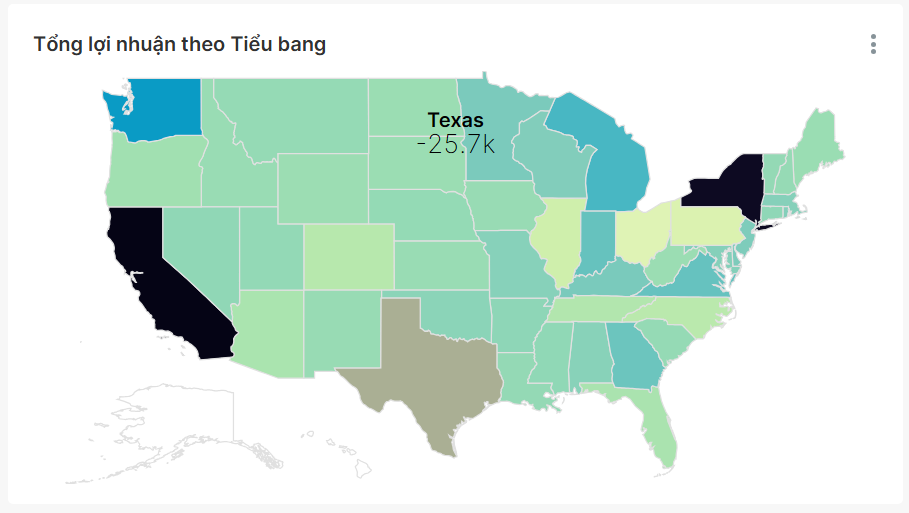 Tổng lợi nhuận theo Tiểu bang
Texas
-25.7k